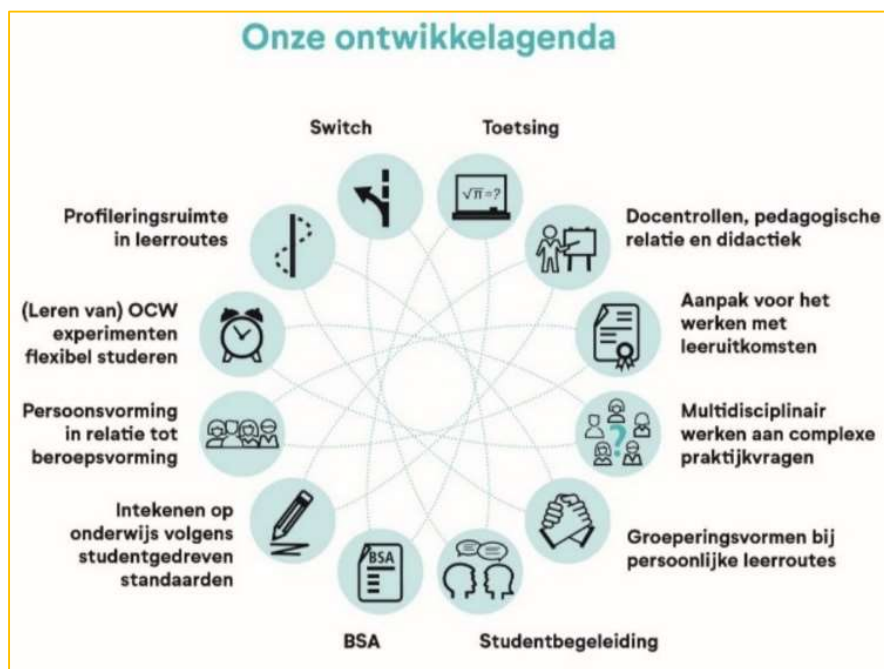 Onze ontwikkelagenda
Switch
Toetsing
√π=?
Profileringsruimte
in leerroutes
Docentrollen, pedagogische
relatie en didactiek
(Leren van) OCW
experimenten
flexibel studeren
Aanpak voor het
werken met
leeruitkomsten
Persoonsvorming
in relatie tot
beroepsvorming
Multidisciplinair
werken aan complexe
praktijkvragen
?
Intekenen op
onderwijs volgens
studentgedreven
standaarden
Groeperingsvormen bij
persoonlijke leerroutes
BSA
BSA
Studentbegeleiding